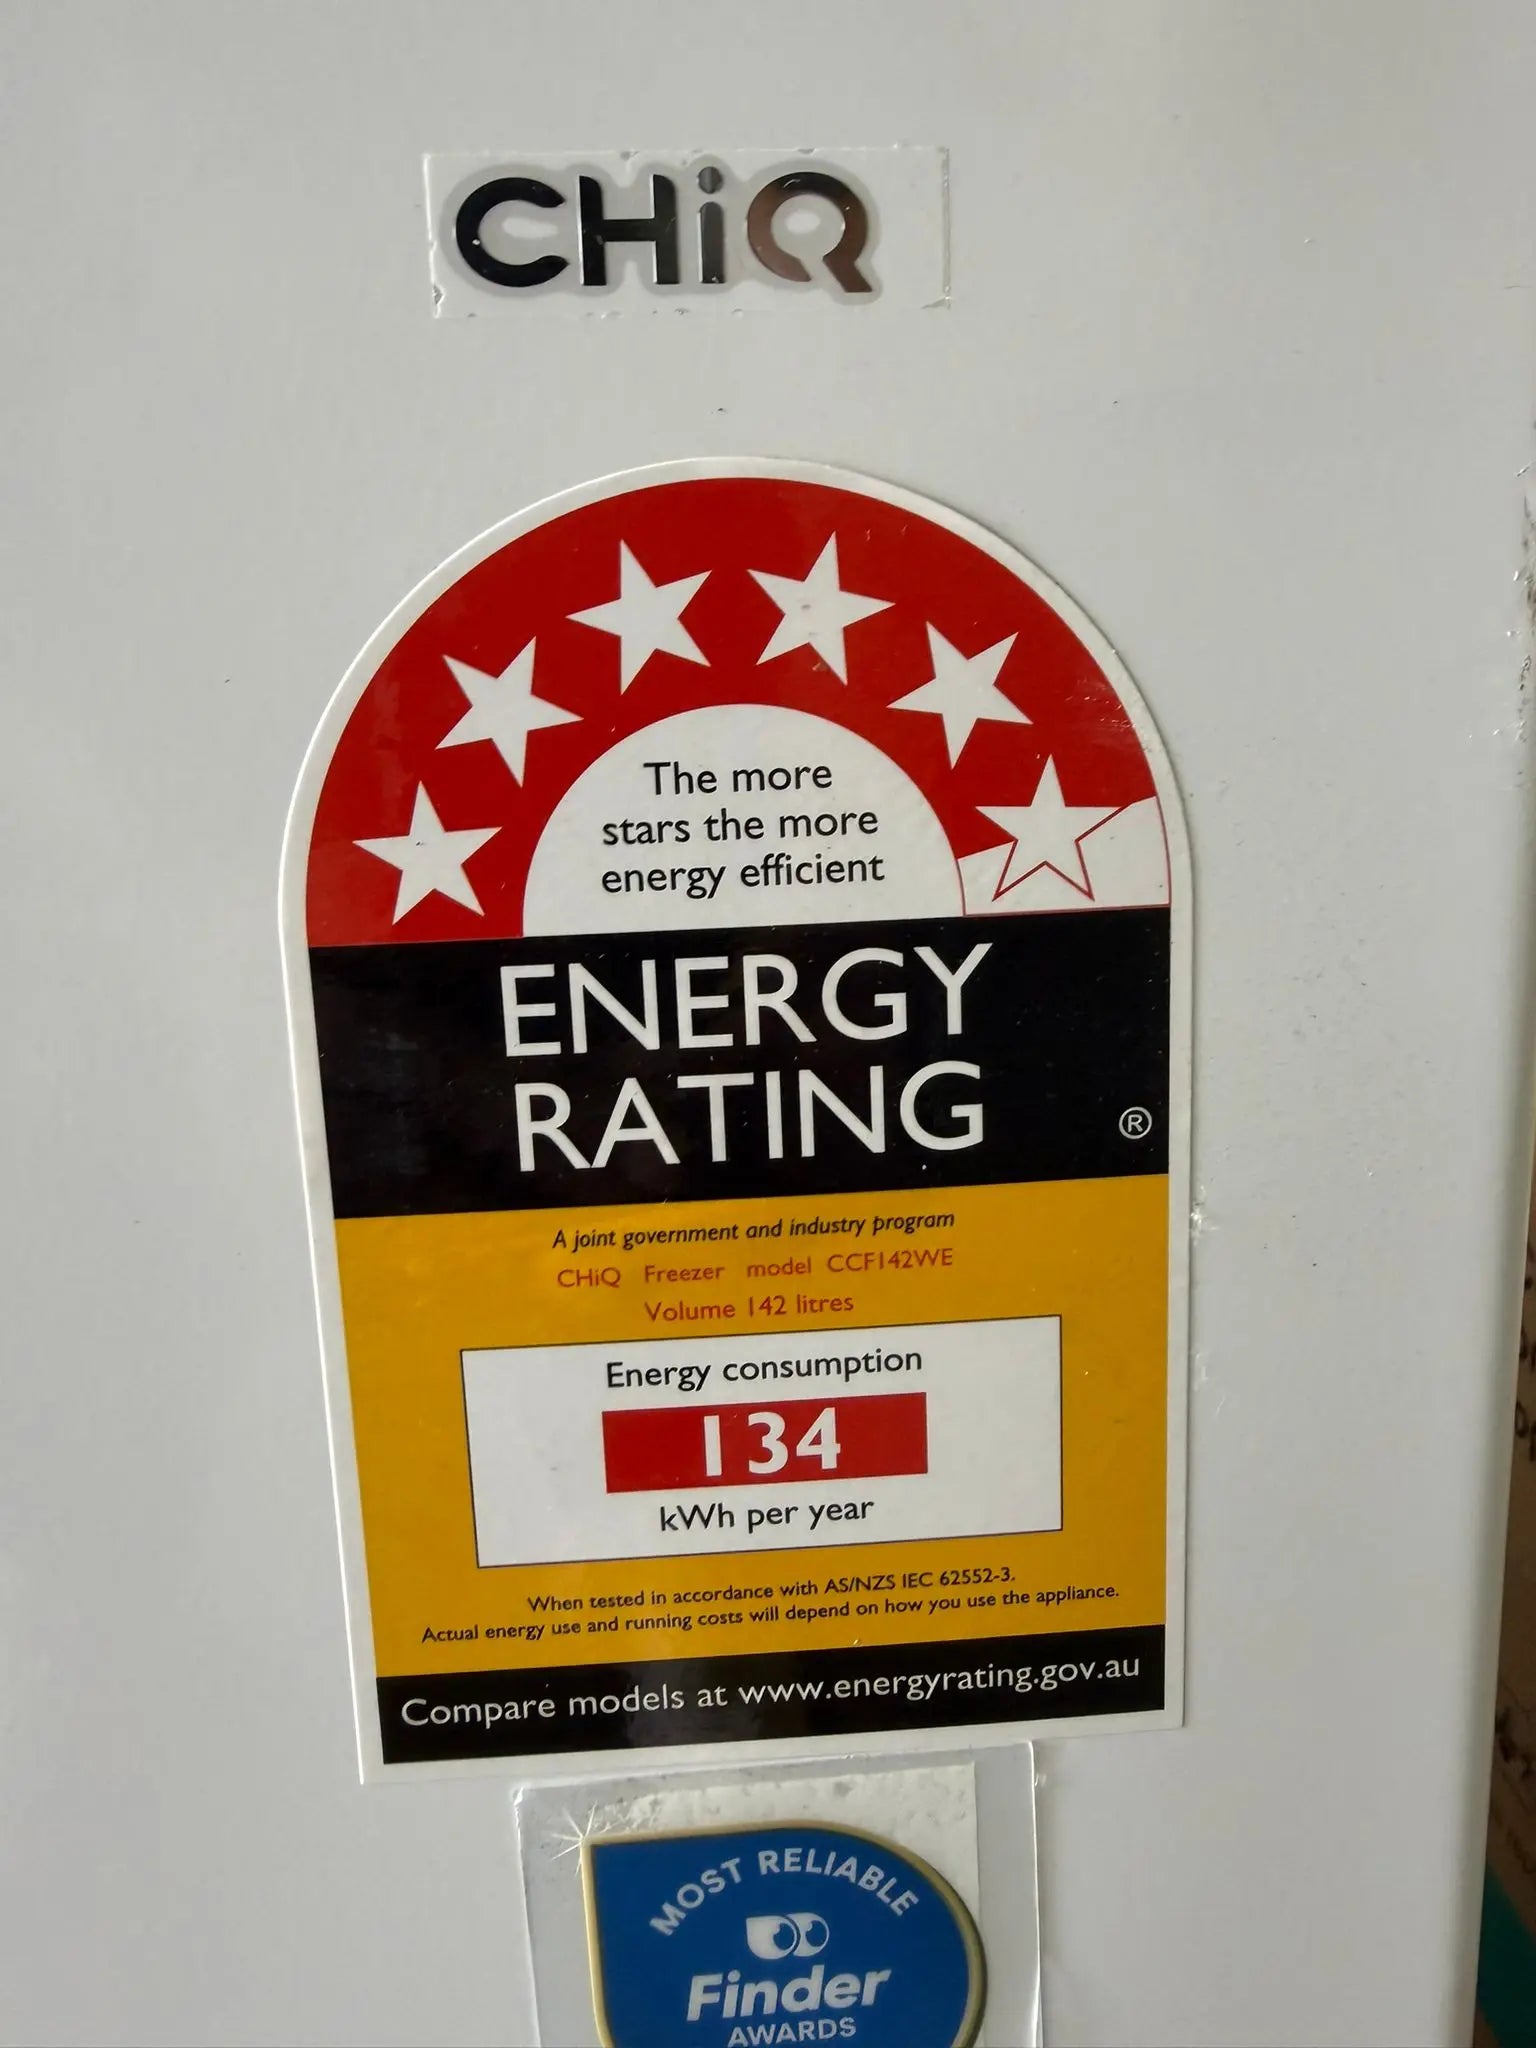 CHiQ
The more
stars the more
energy efficient
ENERGY
RATING
®
A joint government and industry program
CHiQ Freezer model CCF142WE
Volume 142 litres
Energy consumption
134
kWh per year
When tested in accordance with AS/NZS IEC 62552-3.
Actual energy use and running costs will depend on how you use the appliance.
Compare models at www.energyrating.gov.au
MOST RELIABLE
Finder
AWARDS